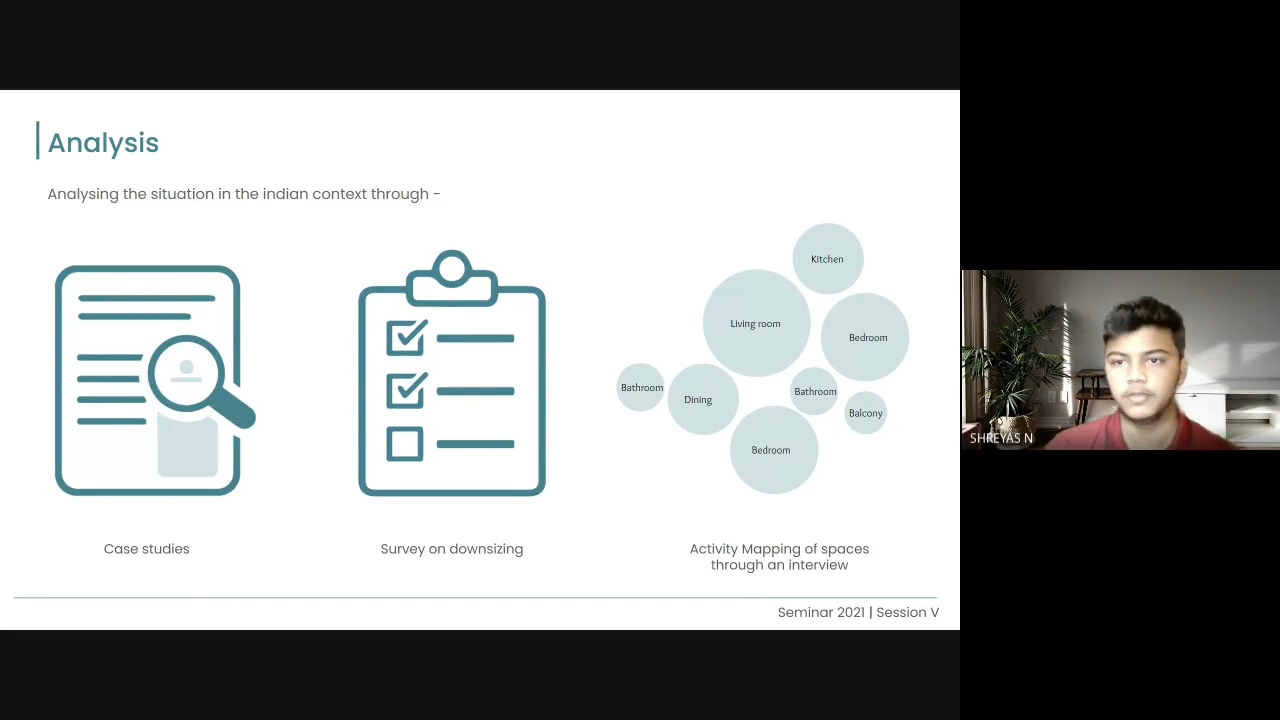 Analysis
Analysing the situation in the indian context through -
Kitchen
Living room
Bedroom
Bathroom
Dining
Bathroom
Balcony
Bedroom
Case studies
Survey on downsizing
Activity Mapping of spaces
through an interview
Seminar 2021 | Session V
SHREYAS N